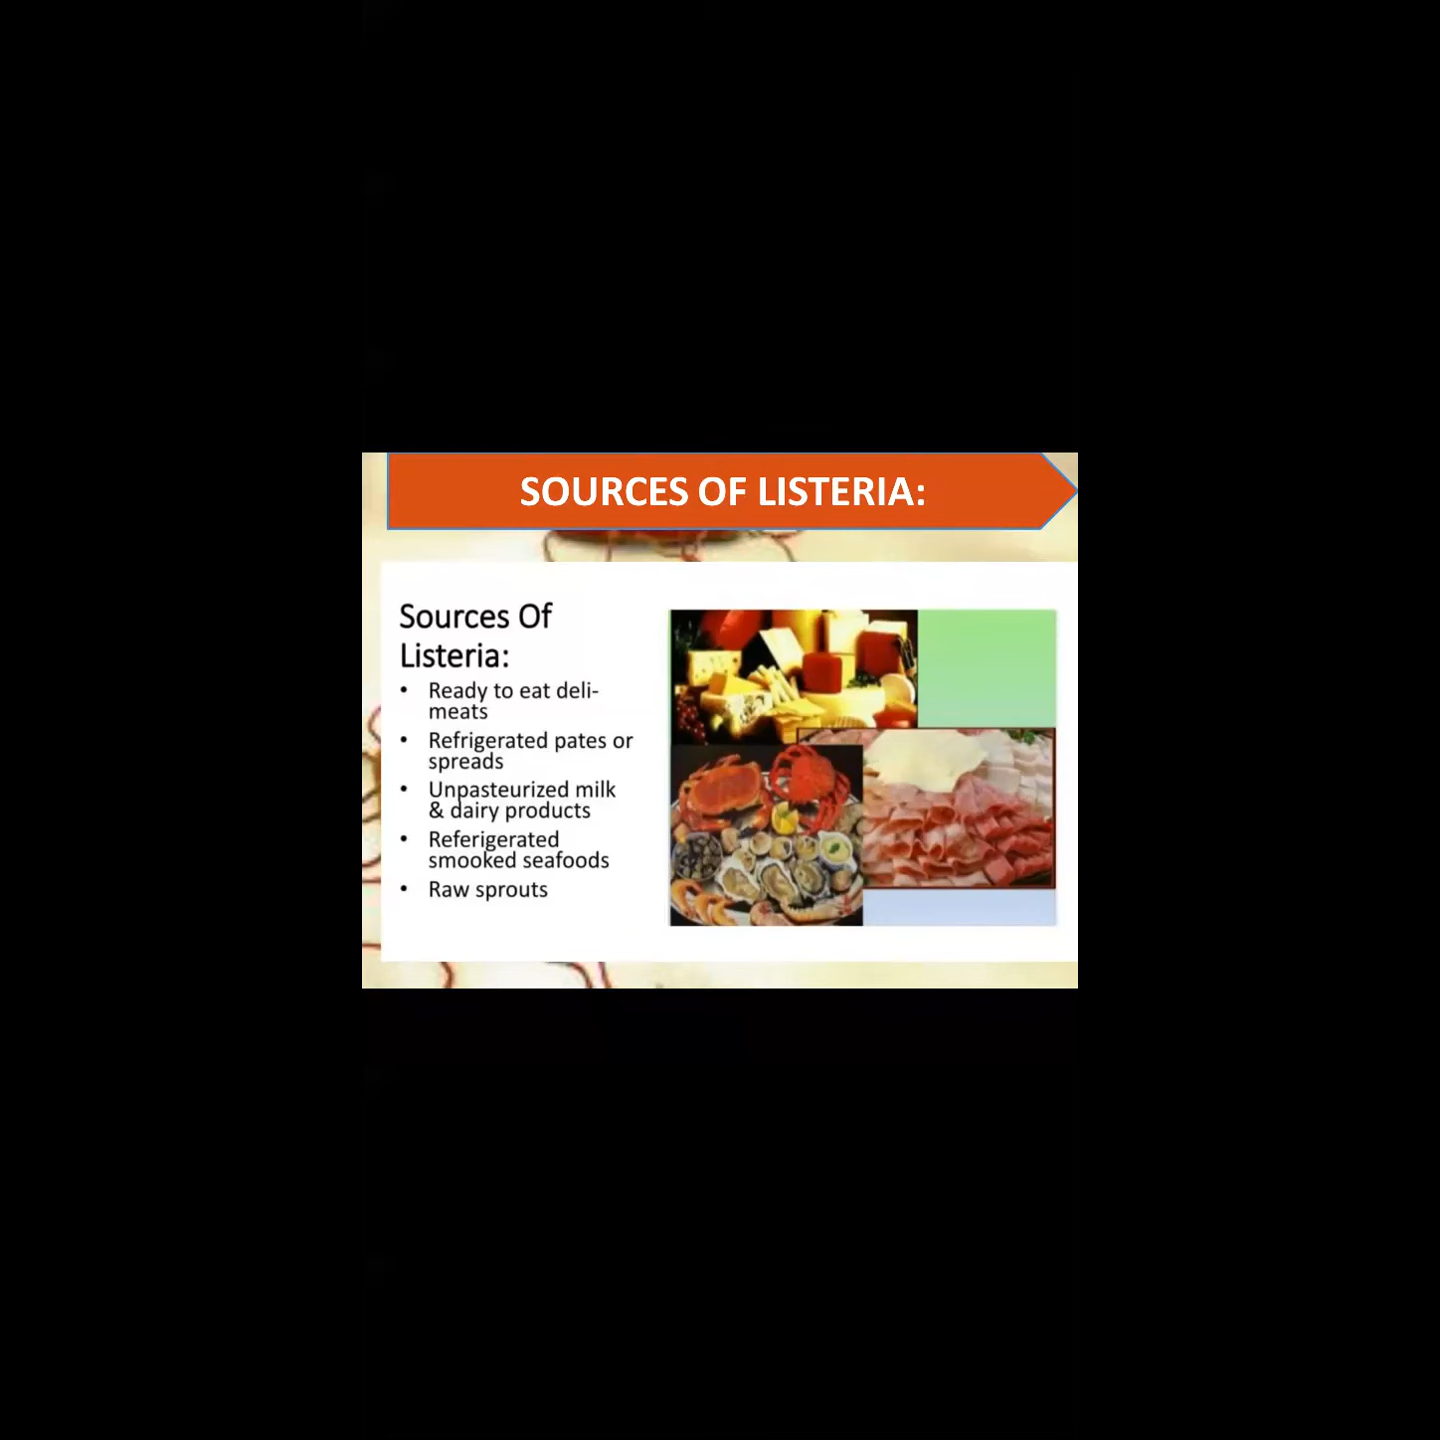 SOURCES OF LISTERIA:
Sources Of
Listeria:
• Ready to eat deli-
meats
• Refrigerated pates or
spreads
• Unpasteurized milk
& dairy products
• Referigerated
smooked seafoods
• Raw sprouts